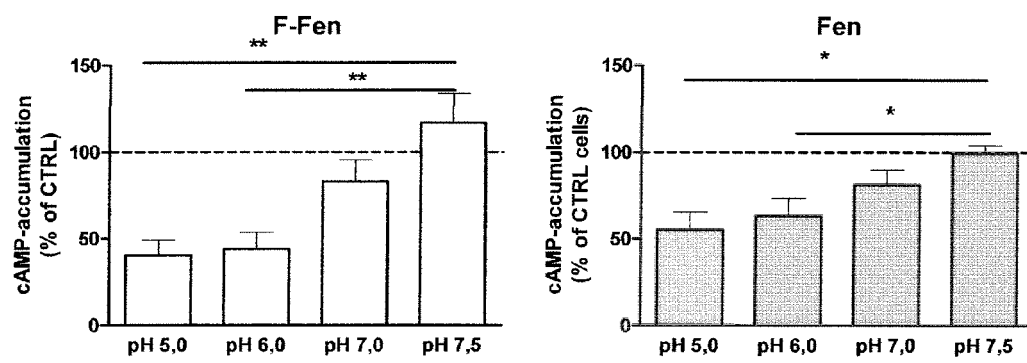 F-Fen
cAMP-accumulation
(% of CTRL)
150
100
50
0
**
**
pH 5,0 pH 6,0 pH 7,0 pH 7,5
Fen
cAMP-accumulation
(% of CTRL cells)
150
100
50
0
*
*
pH 5,0 pH 6,0 pH 7,0 pH 7,5